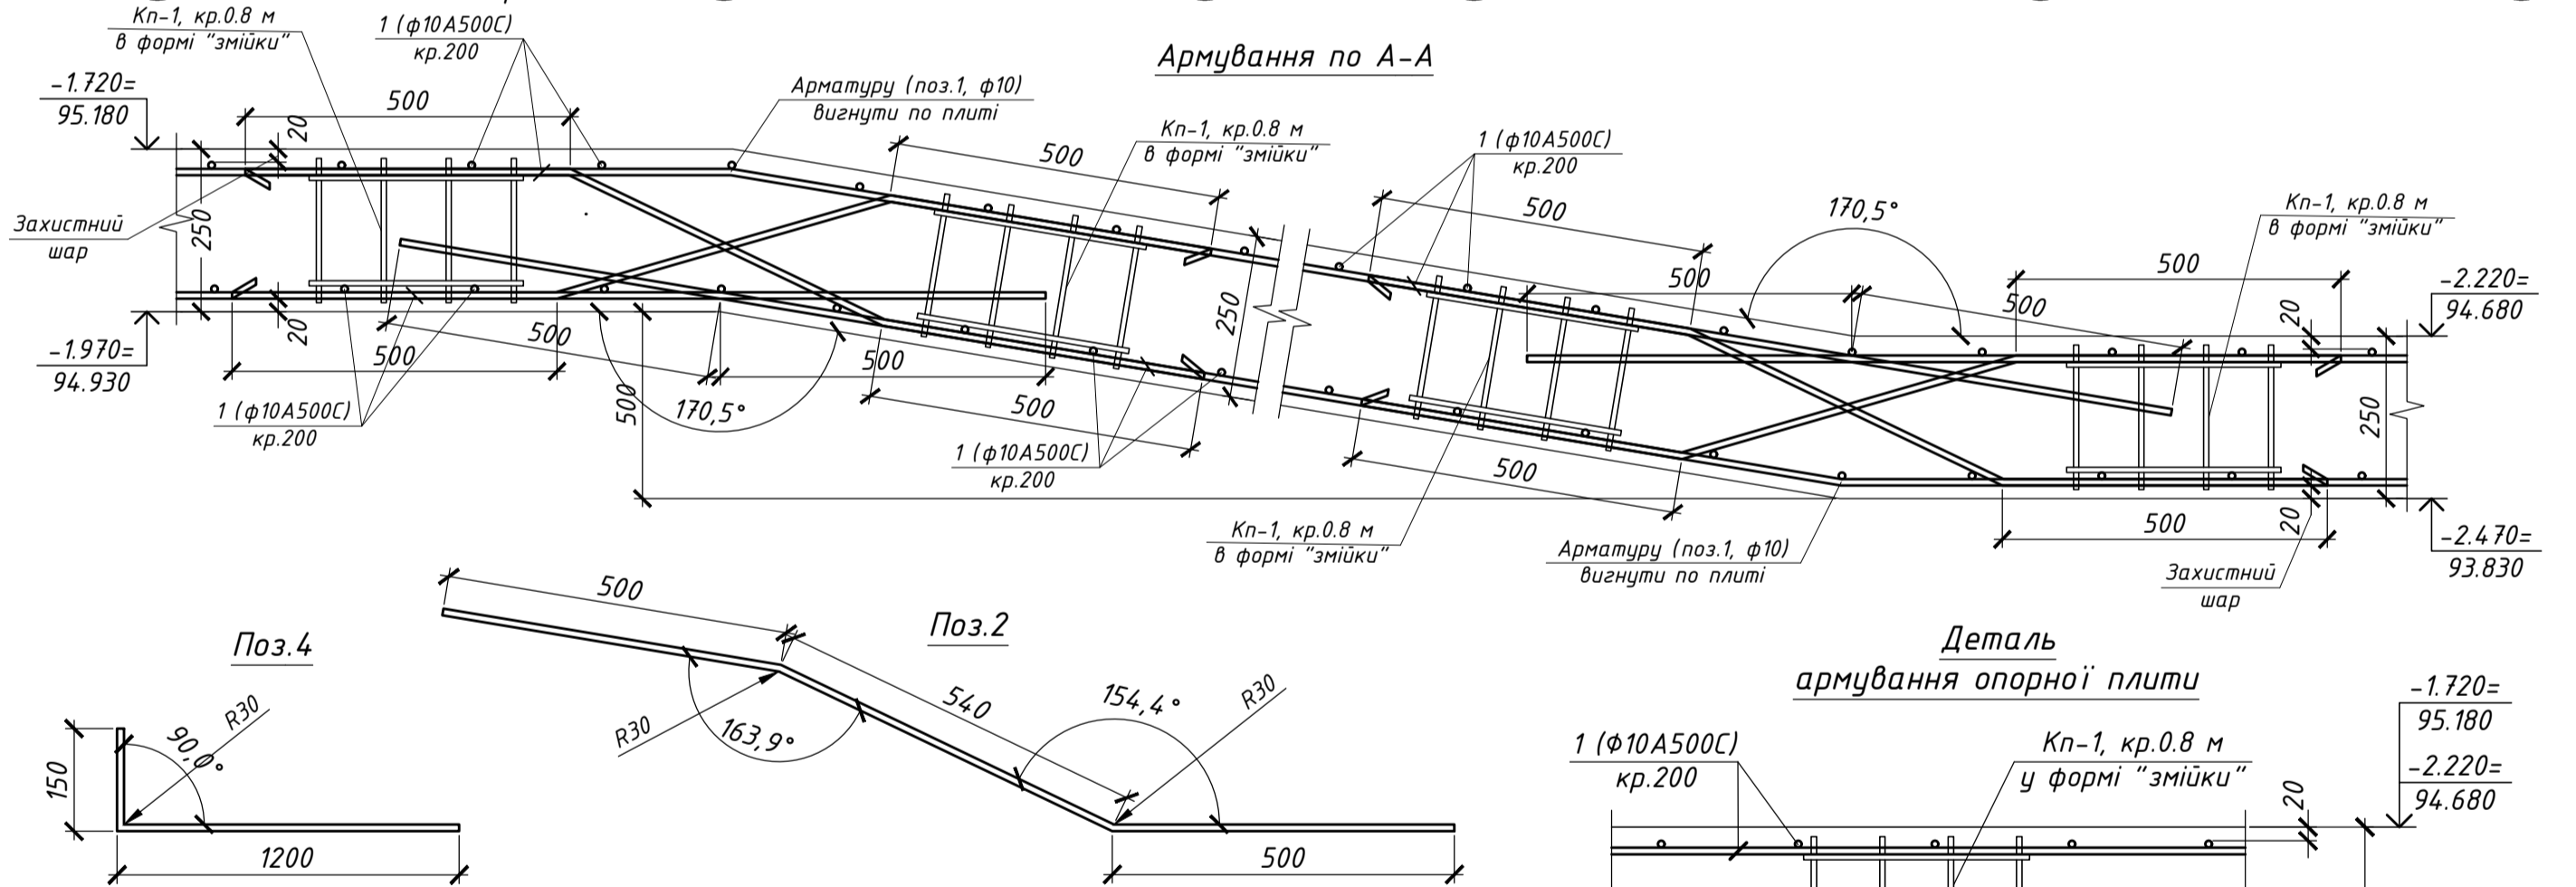 Кп-1, кр.0.8 м
в формі "змійки"
1 (ф10А500С)
кр.200
Армування по А-А
-1.720=
95.180
500
20
Арматуру (поз.1, ф10)
вигнути по плиті
500
Кп-1, кр.0.8 м
в формі "змійки"
1 (ф10А500С)
кр.200
500
170,5°
Кп-1, кр.0.8 м
в формі "змійки"
Захистний
шар
250
500
500
500
-2.220=
94.680
20
250
250
-1.970=
94.930
20
500
500
500
500
170,5°
500
1 (ф10А500С)
кр.200
1 (ф10А500С)
кр.200
500
Кп-1, кр.0.8 м
в формі "змійки"
Арматуру (поз.1, ф10)
вигнути по плиті
500
20
-2.470=
93.830
Захистний
шар
Поз.4
150
90,0°
R30
1200
Поз.2
500
540
R30
163,9°
154,4°
R30
500
Деталь
армування опорної плити
1 (Ф10А500С)
кр.200
Кп-1, кр.0.8 м
у формі "змійки"
-1.720=
95.180
-2.220=
94.680
20